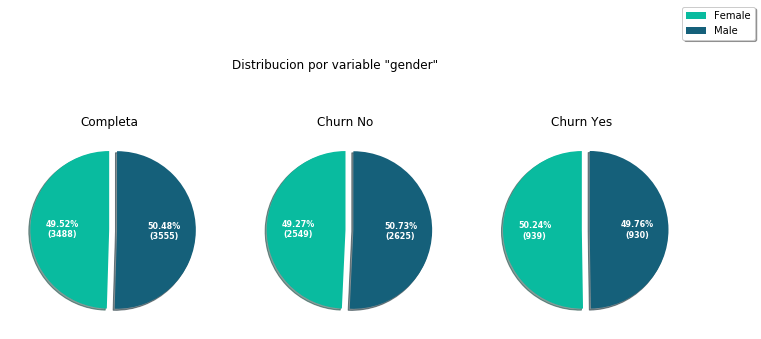 Female
Male
Distribucion por variable "gender"
Completa
Churn No
Churn Yes
49.52%
(3488)
50.48%
(3555)
49.27%
(2549)
50.73%
(2625)
50.24%
(939)
49.76%
(930)